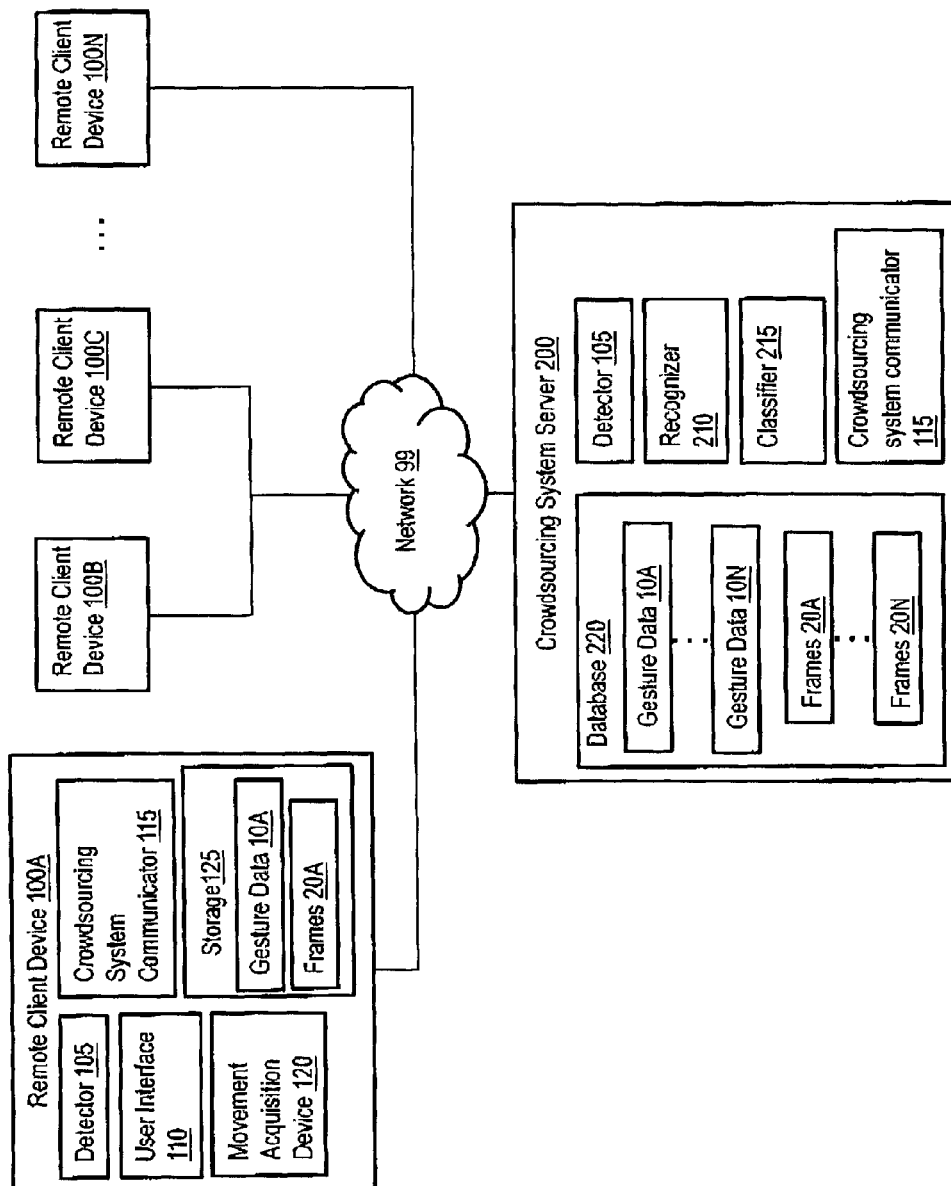 Remote Client Device 100A
Detector 105
User Interface
110
Movement
Acquisition
Device 120
Crowdsourcing
System
Communicator 115
Storage125
Gesture Data 10A
Frames 20A
Remote Client
Device 100B
Remote Client
Device 100C
...
Remote Client
Device 100N
Network 99
Crowdsourcing System Server 200
Database 220
Gesture Data 10A
...
Gesture Data 10N
Frames 20A
...
Frames 20N
Detector 105
Recognizer
210
Classifier 215
Crowdsourcing
system communicator
115